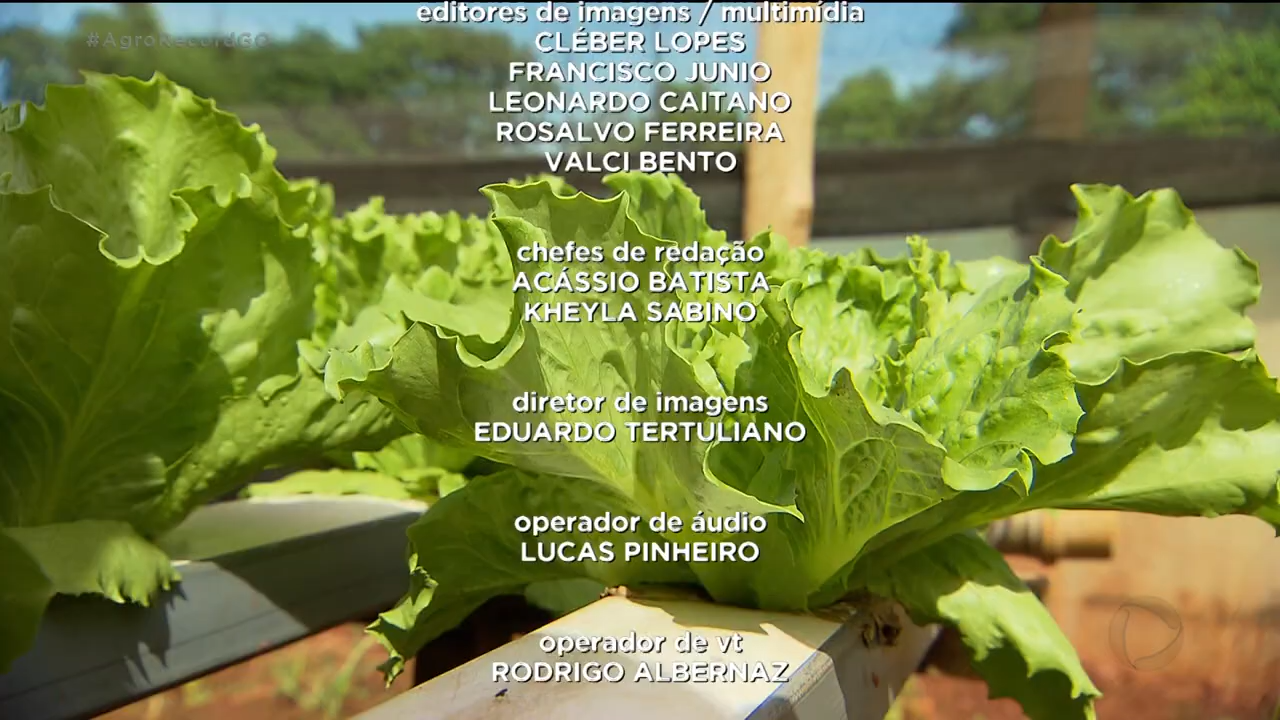 editores de imagens / multimídia
#AgroRecordGO
CLÉBER LOPES
FRANCISCO JUNIO
LEONARDO CAITANO
ROSALVO FERREIRA
VALCI BENTO
chefes de redação
ACÁSSIO BATISTA
KHEYLA SABINO
diretor de imagens
EDUARDO TERTULIANO
operador de áudio
LUCAS PINHEIRO
operador de vt
RODRIGO ALBERNAZ